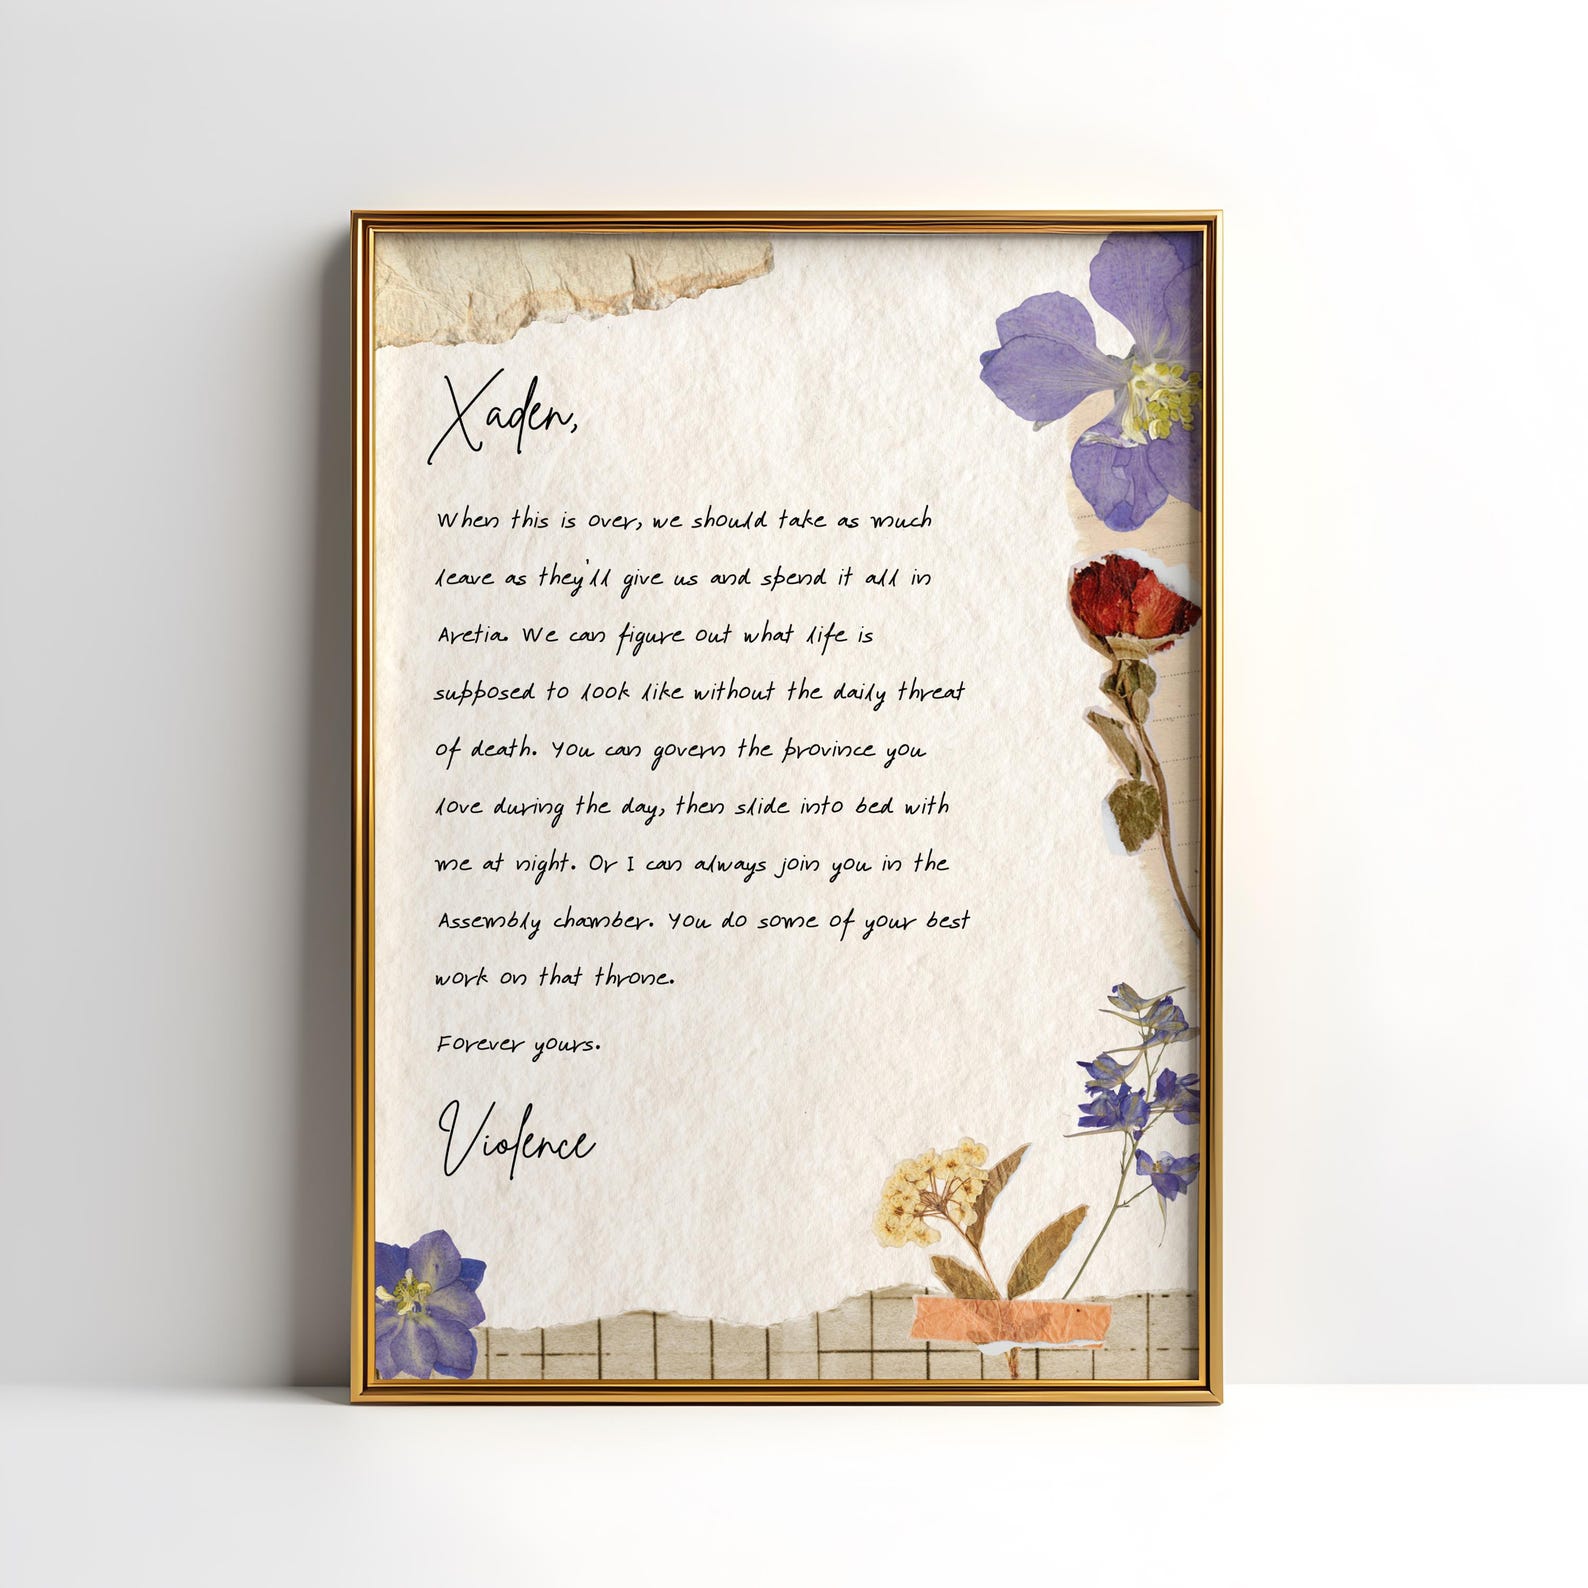 Xaden,
When this is over, we should take as much
leave as they'll give us and spend it all in
Aretia. We can figure out what life is
supposed to look like without the daily threat
of death. You can govern the province you
love during the day, then slide into bed with
me at night. Or I can always join you in the
Assembly chamber. You do some of your best
work on that throne.
Forever yours.
Violence